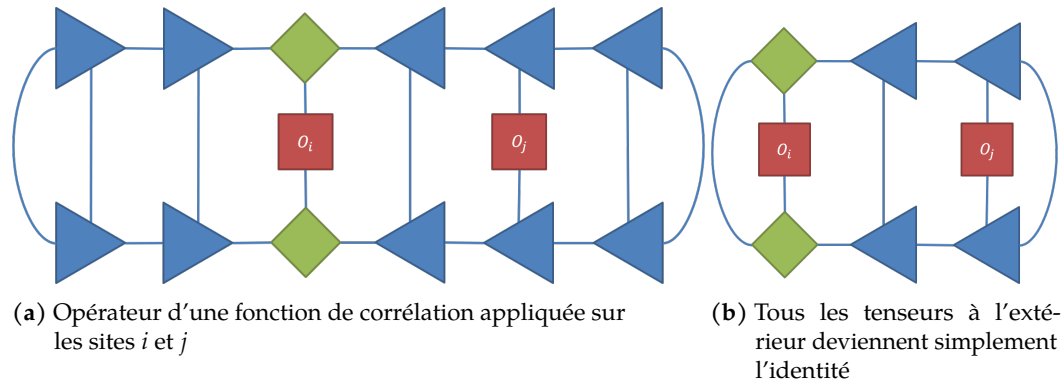 O_i
O_j
O_i
O_j
(a) Opérateur d'une fonction de corrélation appliquée sur
les sites i et j
(b) Tous les tenseurs à l'exté-
rieur deviennent simplement
l'identité